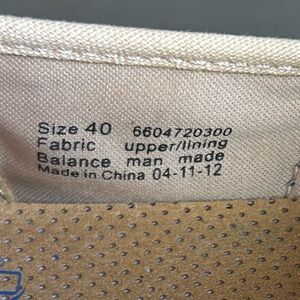 Size 40 6604720300
Fabric upper/lining
Balance man made
Made in China 04-11-12